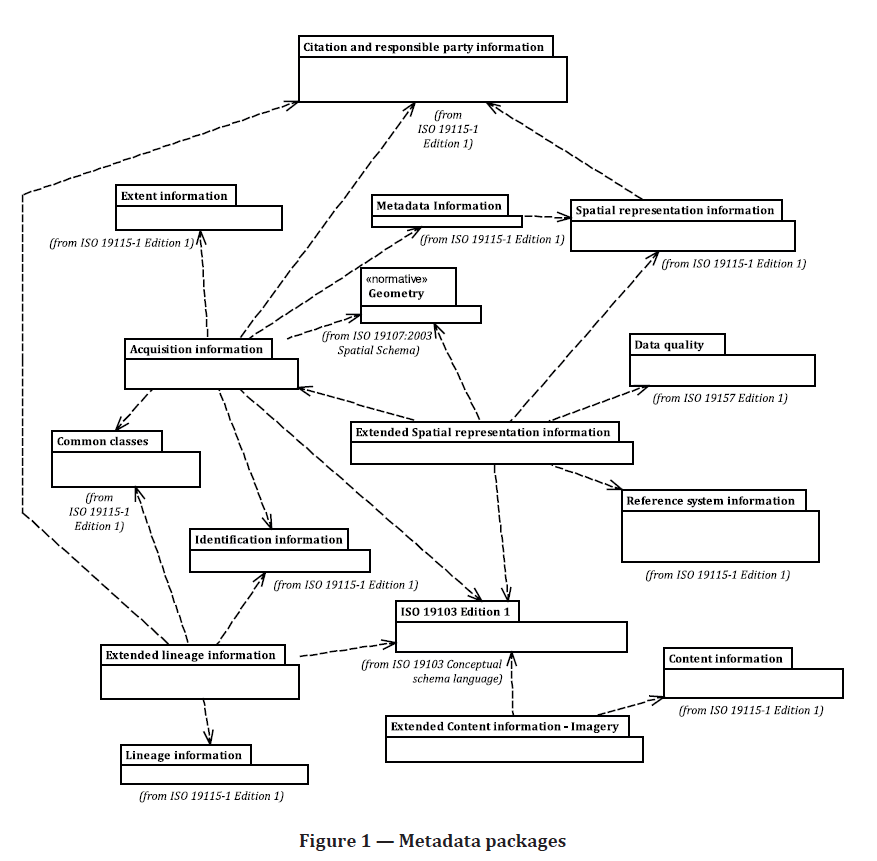 Citation and responsible party information
(from
ISO 19115-1
Edition 1)
Extent information
(from ISO 19115-1 Edition 1)
Metadata Information
(from ISO 19115-1 Edition 1)
Spatial representation information
(from ISO 19115-1 Edition 1)
«normative»
Geometry
(from ISO 19107:2003
Spatial Schema)
Acquisition information
Data quality
(from ISO 19157 Edition 1)
Extended Spatial representation information
Common classes
(from
ISO 19115-1
Edition 1)
Reference system information
(from ISO 19115-1 Edition 1)
Identification information
(from ISO 19115-1 Edition 1)
ISO 19103 Edition 1
(from ISO 19103 Conceptual
schema language)
Extended lineage information
Content information
(from ISO 19115-1 Edition 1)
Extended Content information - Imagery
Lineage information
(from ISO 19115-1 Edition 1)
Figure 1 — Metadata packages